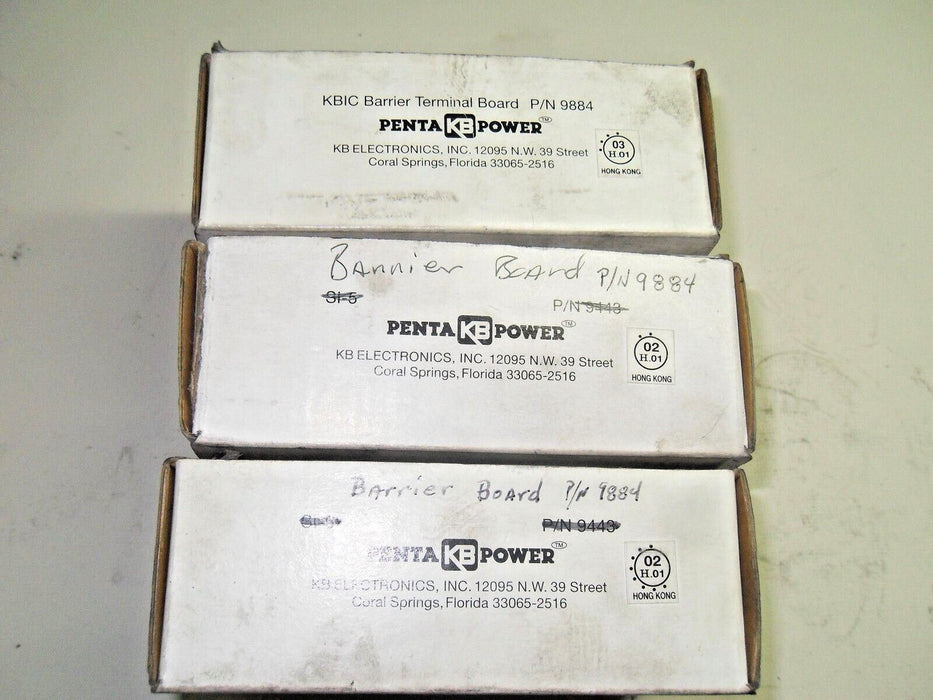 KBIC Barrier Terminal Board P/N 9884
PENTA KB POWER™
KB ELECTRONICS, INC. 12095 N.W. 39 Street
Coral Springs, Florida 33065-2516
03
H.01
HONG KONG
Barrier Board P/N 9884
SI-5
P/N 9443
PENTA KB POWER™
KB ELECTRONICS, INC. 12095 N.W. 39 Street
Coral Springs, Florida 33065-2516
02
H.01
HONG KONG
Barrier Board P/N 9884
P/N 9443
PENTA KB POWER™
KB ELECTRONICS, INC. 12095 N.W. 39 Street
Coral Springs, Florida 33065-2516
02
H.01
HONG KONG